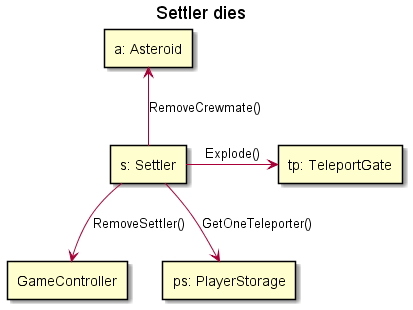 Settler dies
a: Asteroid
RemoveCrewmate()
s: Settler
Explode()
tp: TeleportGate
RemoveSettler()
GetOneTeleporter()
GameController
ps: PlayerStorage